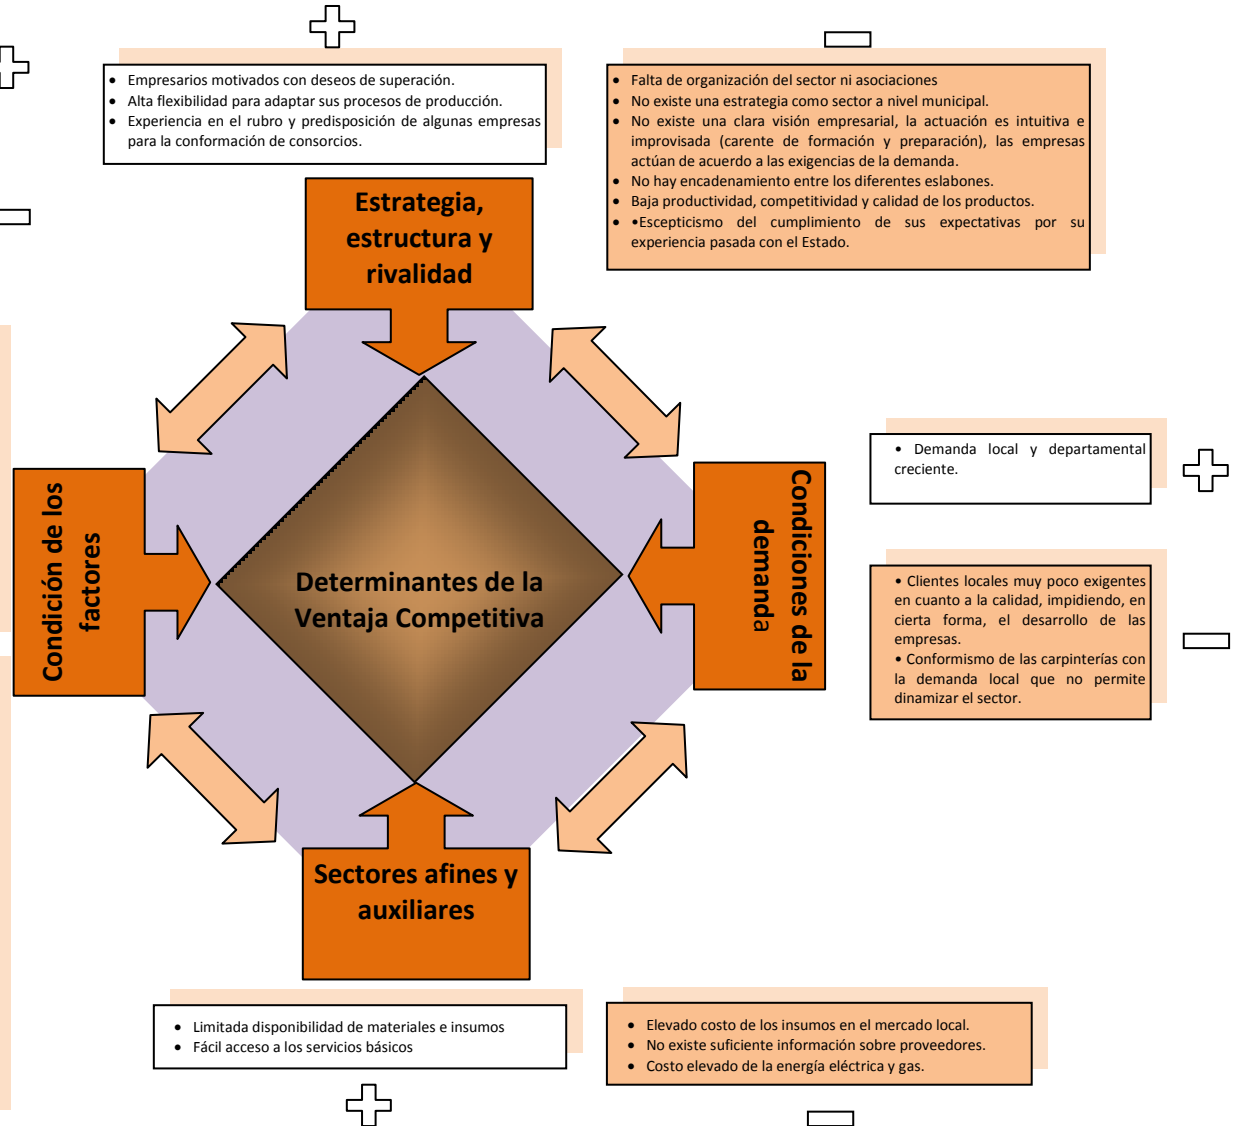 • Empresarios motivados con deseos de superación.
• Alta flexibilidad para adaptar sus procesos de producción.
• Experiencia en el rubro y predisposición de algunas empresas
para la conformación de consorcios.
• Falta de organización del sector ni asociaciones
• No existe una estrategia como sector a nivel municipal.
• No existe una clara visión empresarial, la actuación es intuitiva e
improvisada (carente de formación y preparación), las empresas
actúan de acuerdo a las exigencias de la demanda.
• No hay encadenamiento entre los diferentes eslabones.
• Baja productividad, competitividad y calidad de los productos.
• •Escepticismo del cumplimiento de sus expectativas por su
experiencia pasada con el Estado.
Estrategia,
estructura y
rivalidad
• Demanda local y departamental
creciente.
Condición de los
factores
Determinantes de la
Ventaja Competitiva
Condiciones de la
demanda
• Clientes locales muy poco exigentes
en cuanto a la calidad, impidiendo, en
cierta forma, el desarrollo de las
empresas.
• Conformismo de las carpinterías con
la demanda local que no permite
dinamizar el sector.
Sectores afines y
auxiliares
• Limitada disponibilidad de materiales e insumos
• Fácil acceso a los servicios básicos
• Elevado costo de los insumos en el mercado local.
• No existe suficiente información sobre proveedores.
• Costo elevado de la energía eléctrica y gas.